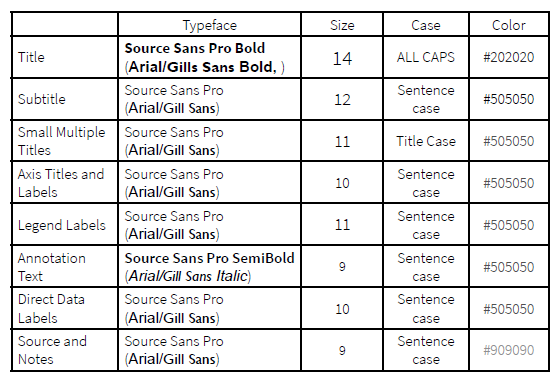 Typeface Size Case Color
Title Source Sans Pro Bold 14 ALL CAPS #202020
(Arial/Gills Sans Bold, )
Subtitle Source Sans Pro 12 Sentence #505050
(Arial/Gill Sans) case
Small Multiple Source Sans Pro 11 Title Case #505050
Titles (Arial/Gill Sans)
Axis Titles and Source Sans Pro 10 Sentence #505050
Labels (Arial/Gill Sans) case
Legend Labels Source Sans Pro 11 Sentence #505050
(Arial/Gill Sans) case
Annotation Source Sans Pro SemiBold 9 Sentence #505050
Text (Arial/Gill Sans Italic) case
Direct Data Source Sans Pro 10 Sentence #505050
Labels (Arial/Gill Sans) case
Source and Source Sans Pro 9 Sentence #909090
Notes (Arial/Gill Sans) case